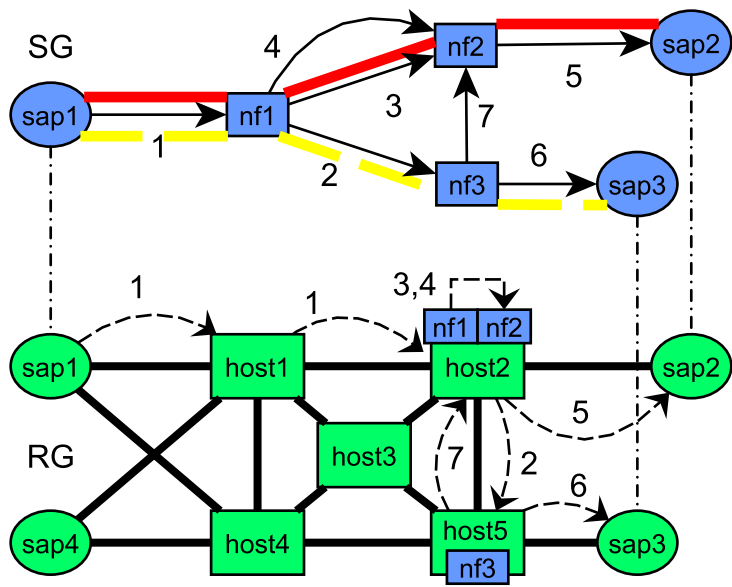 SG
4
nf2
sap2
5
3
sap1
nf1
1
7
2
6
nf3
sap3
1
1
3,4
nf1
nf2
sap1
host1
host2
sap2
5
RG
host3
7
2
6
sap4
host4
host5
sap3
nf3